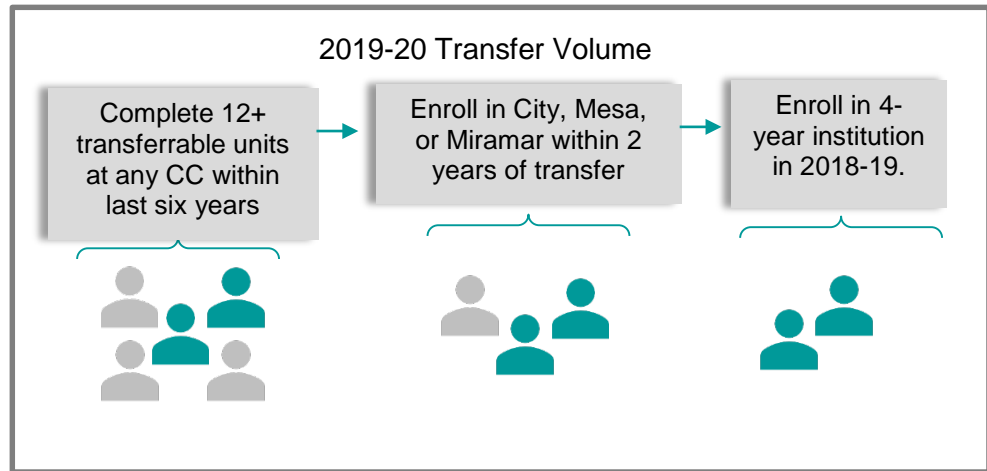 2019-20 Transfer Volume
Complete 12+
transferrable units
at any CC within
last six years
Enroll in City, Mesa,
or Miramar within 2
years of transfer
Enroll in 4-
year institution
in 2018-19.